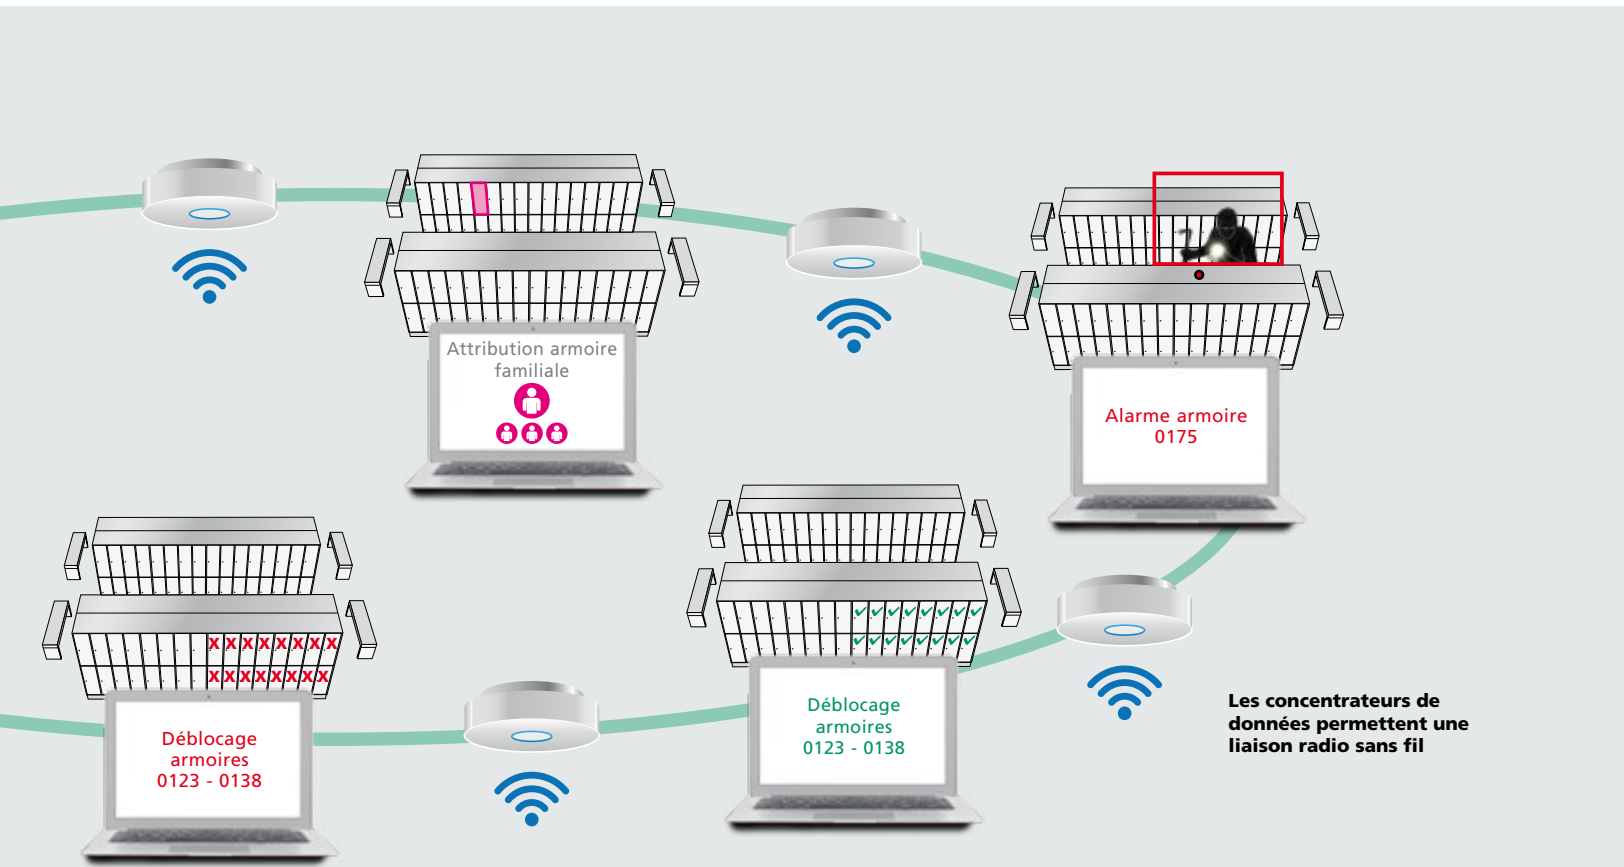 Attribution armoire
familiale
Alarme armoire
0175
Déblocage
armoires
0123 - 0138
Déblocage
armoires
0123 - 0138
Les concentrateurs de
données permettent une
liaison radio sans fil